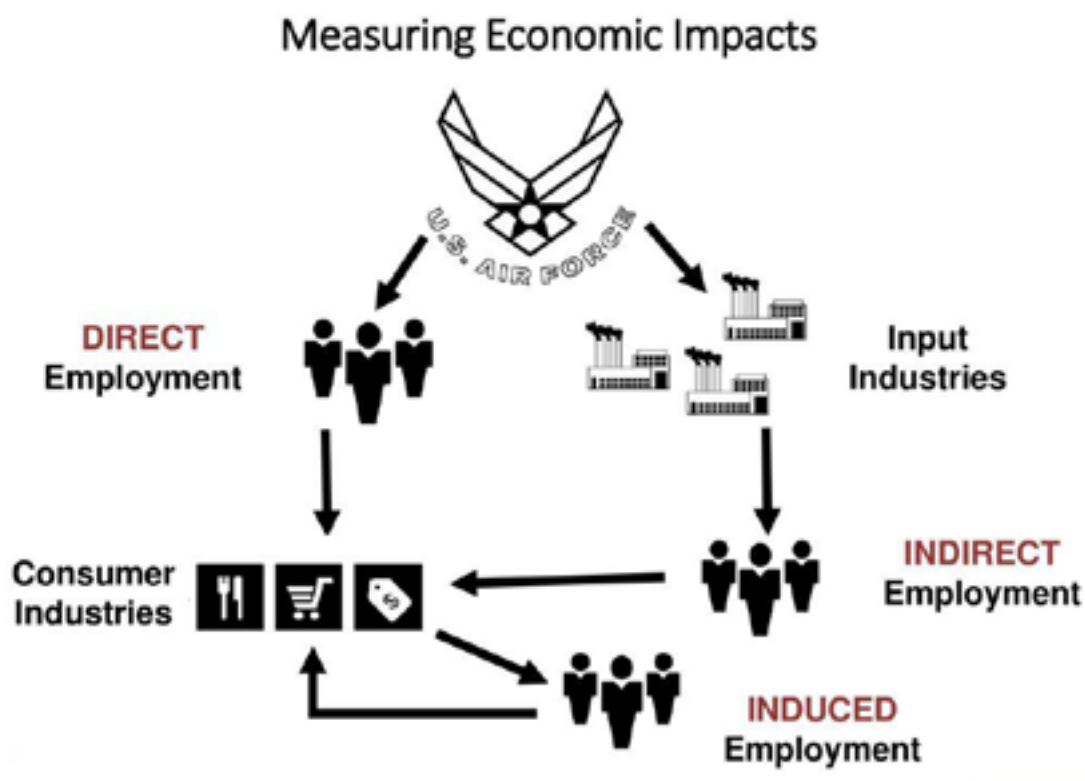 Measuring Economic Impacts
U.S. AIR FORCE
DIRECT
Employment
Input
Industries
Consumer
Industries
$
INDIRECT
Employment
INDUCED
Employment